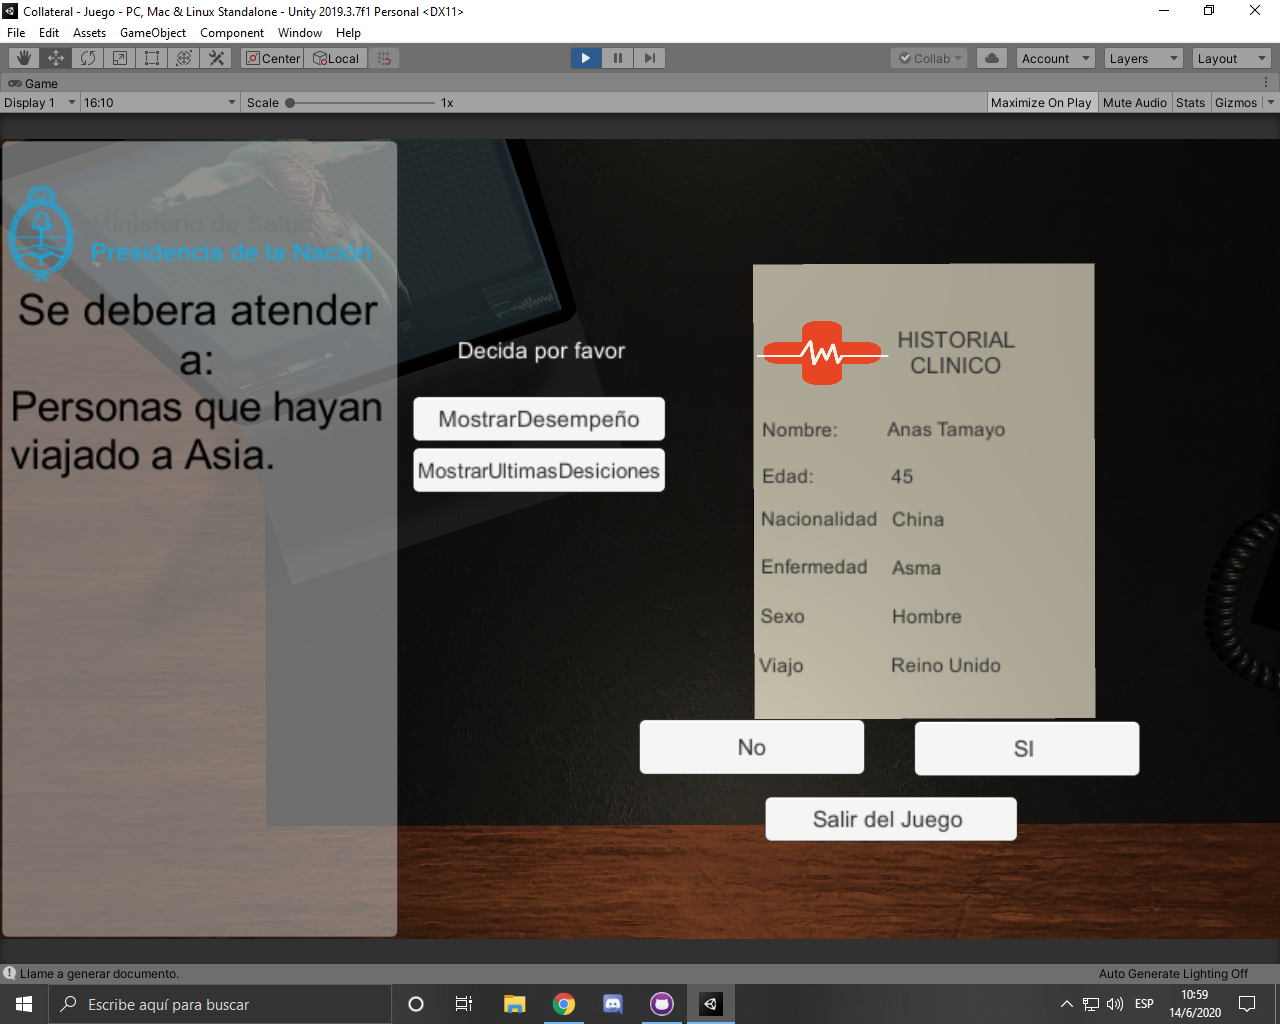 Collateral - Juego - PC, Mac & Linux Standalone - Unity 2019.3.7f1 Personal <DX11>
File Edit Assets GameObject Component Window Help
Center Local Collab Account Layers Layout
Game
Display 1 16:10 Scale 1x Maximize On Play Mute Audio Stats Gizmos
Ministerio de Salud
Presidencia de la Nación
Se debera atender
a:
Personas que hayan
viajado a Asia.
Decida por favor
MostrarDesempeño
MostrarUltimasDesiciones
HISTORIAL
CLINICO
Nombre: Anas Tamayo
Edad: 45
Nacionalidad China
Enfermedad Asma
Sexo Hombre
Viajo Reino Unido
No SI
Salir del Juego
Llame a generar documento. Auto Generate Lighting Off
Escribe aquí para buscar ESP 10:59
14/6/2020